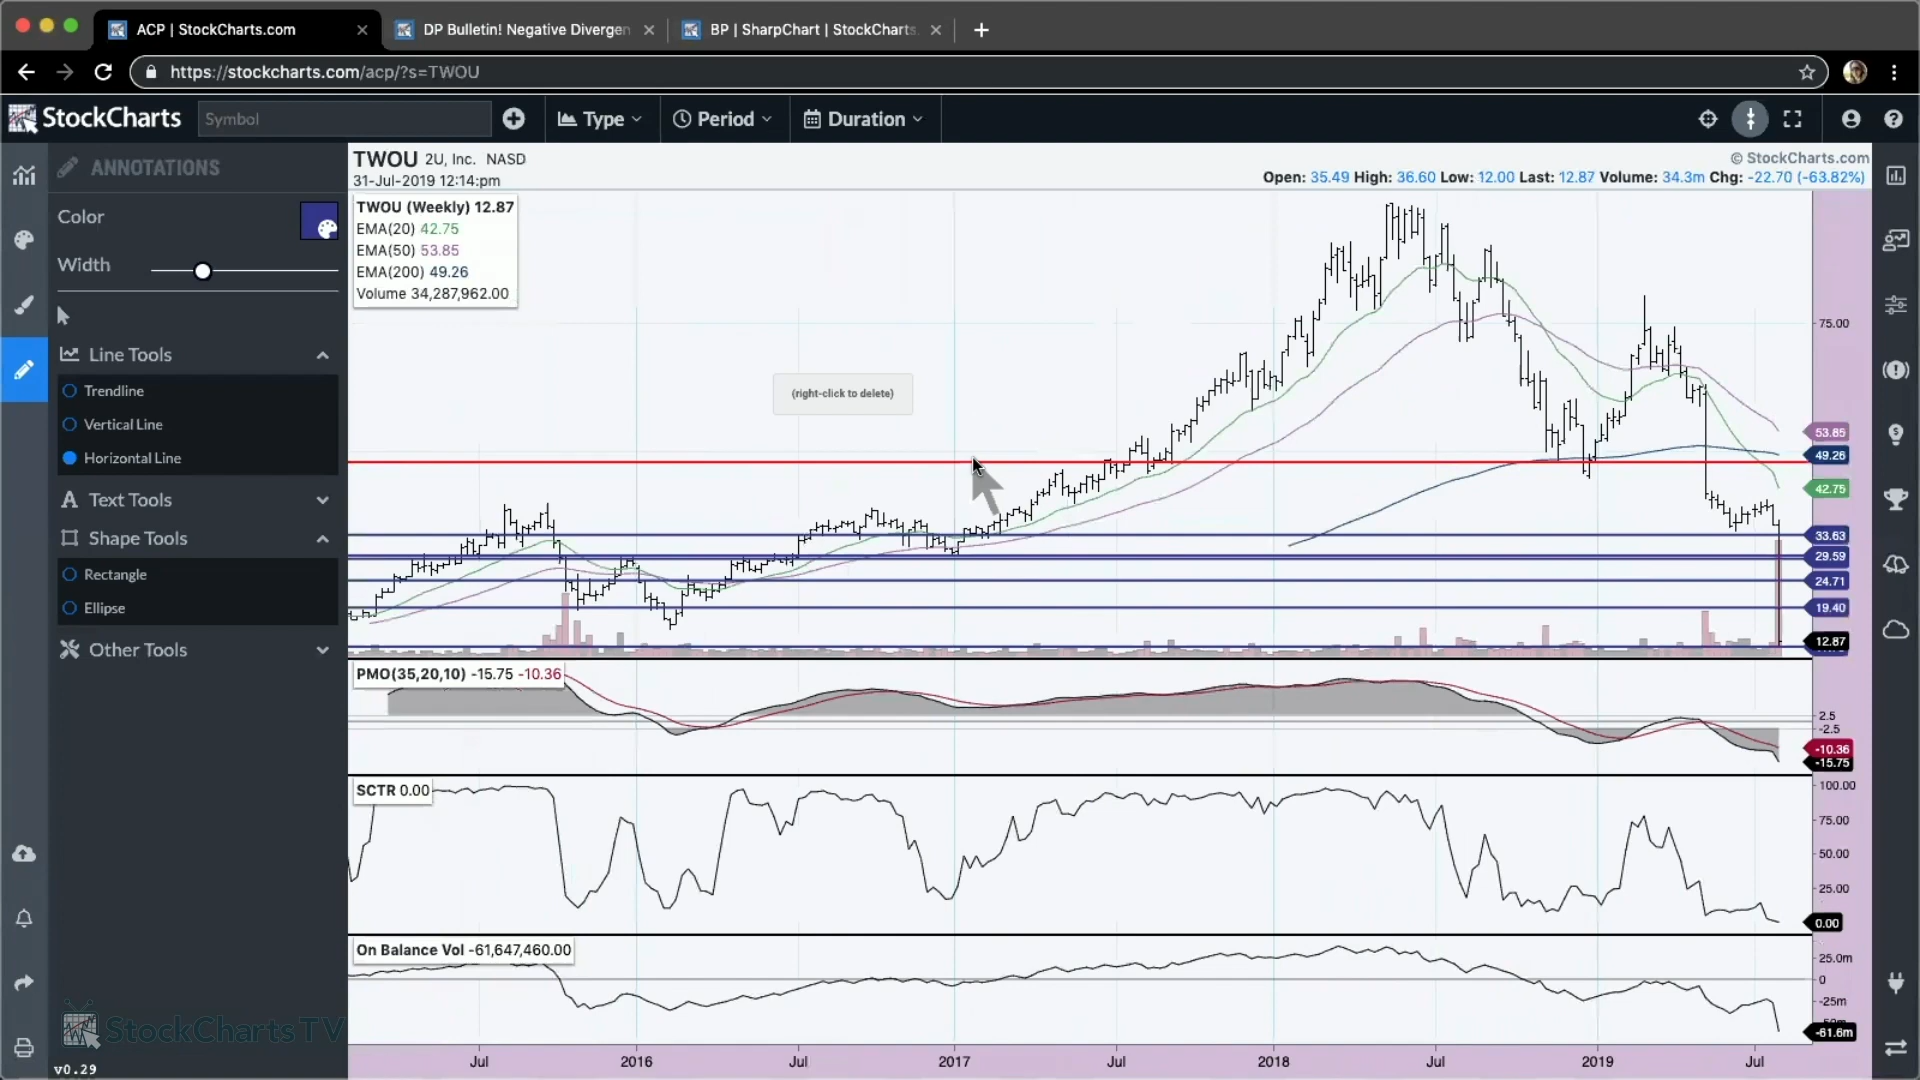 ACP | StockCharts.com
DP Bulletin! Negative Divergen
BP | SharpChart | StockCharts.
https://stockcharts.com/acp/?s=TWOU
StockCharts
Symbol
Type
Period
Duration
ANNOTATIONS
Color
Width
Line Tools
Trendline
Vertical Line
Horizontal Line
Text Tools
Shape Tools
Rectangle
Ellipse
Other Tools
StockCharts TV
v0.29
TWOU 2U, Inc. NASD
© StockCharts.com
31-Jul-2019 12:14:pm
Open: 35.49 High: 36.60 Low: 12.00 Last: 12.87 Volume: 34.3m Chg: -22.70 (-63.82%)
TWOU (Weekly) 12.87
EMA(20) 42.75
EMA(50) 53.85
EMA(200) 49.26
Volume 34,287,962.00
(right-click to delete)
75.00
53.85
49.26
42.75
33.63
29.59
24.71
19.40
12.87
PMO(35,20,10) -15.75 -10.36
2.5
-2.5
-10.36
-15.75
SCTR 0.00
100.00
75.00
50.00
25.00
0.00
On Balance Vol -61,647,460.00
25.0m
0
-25m
-61.6m
Jul 2016 Jul 2017 Jul 2018 Jul 2019 Jul